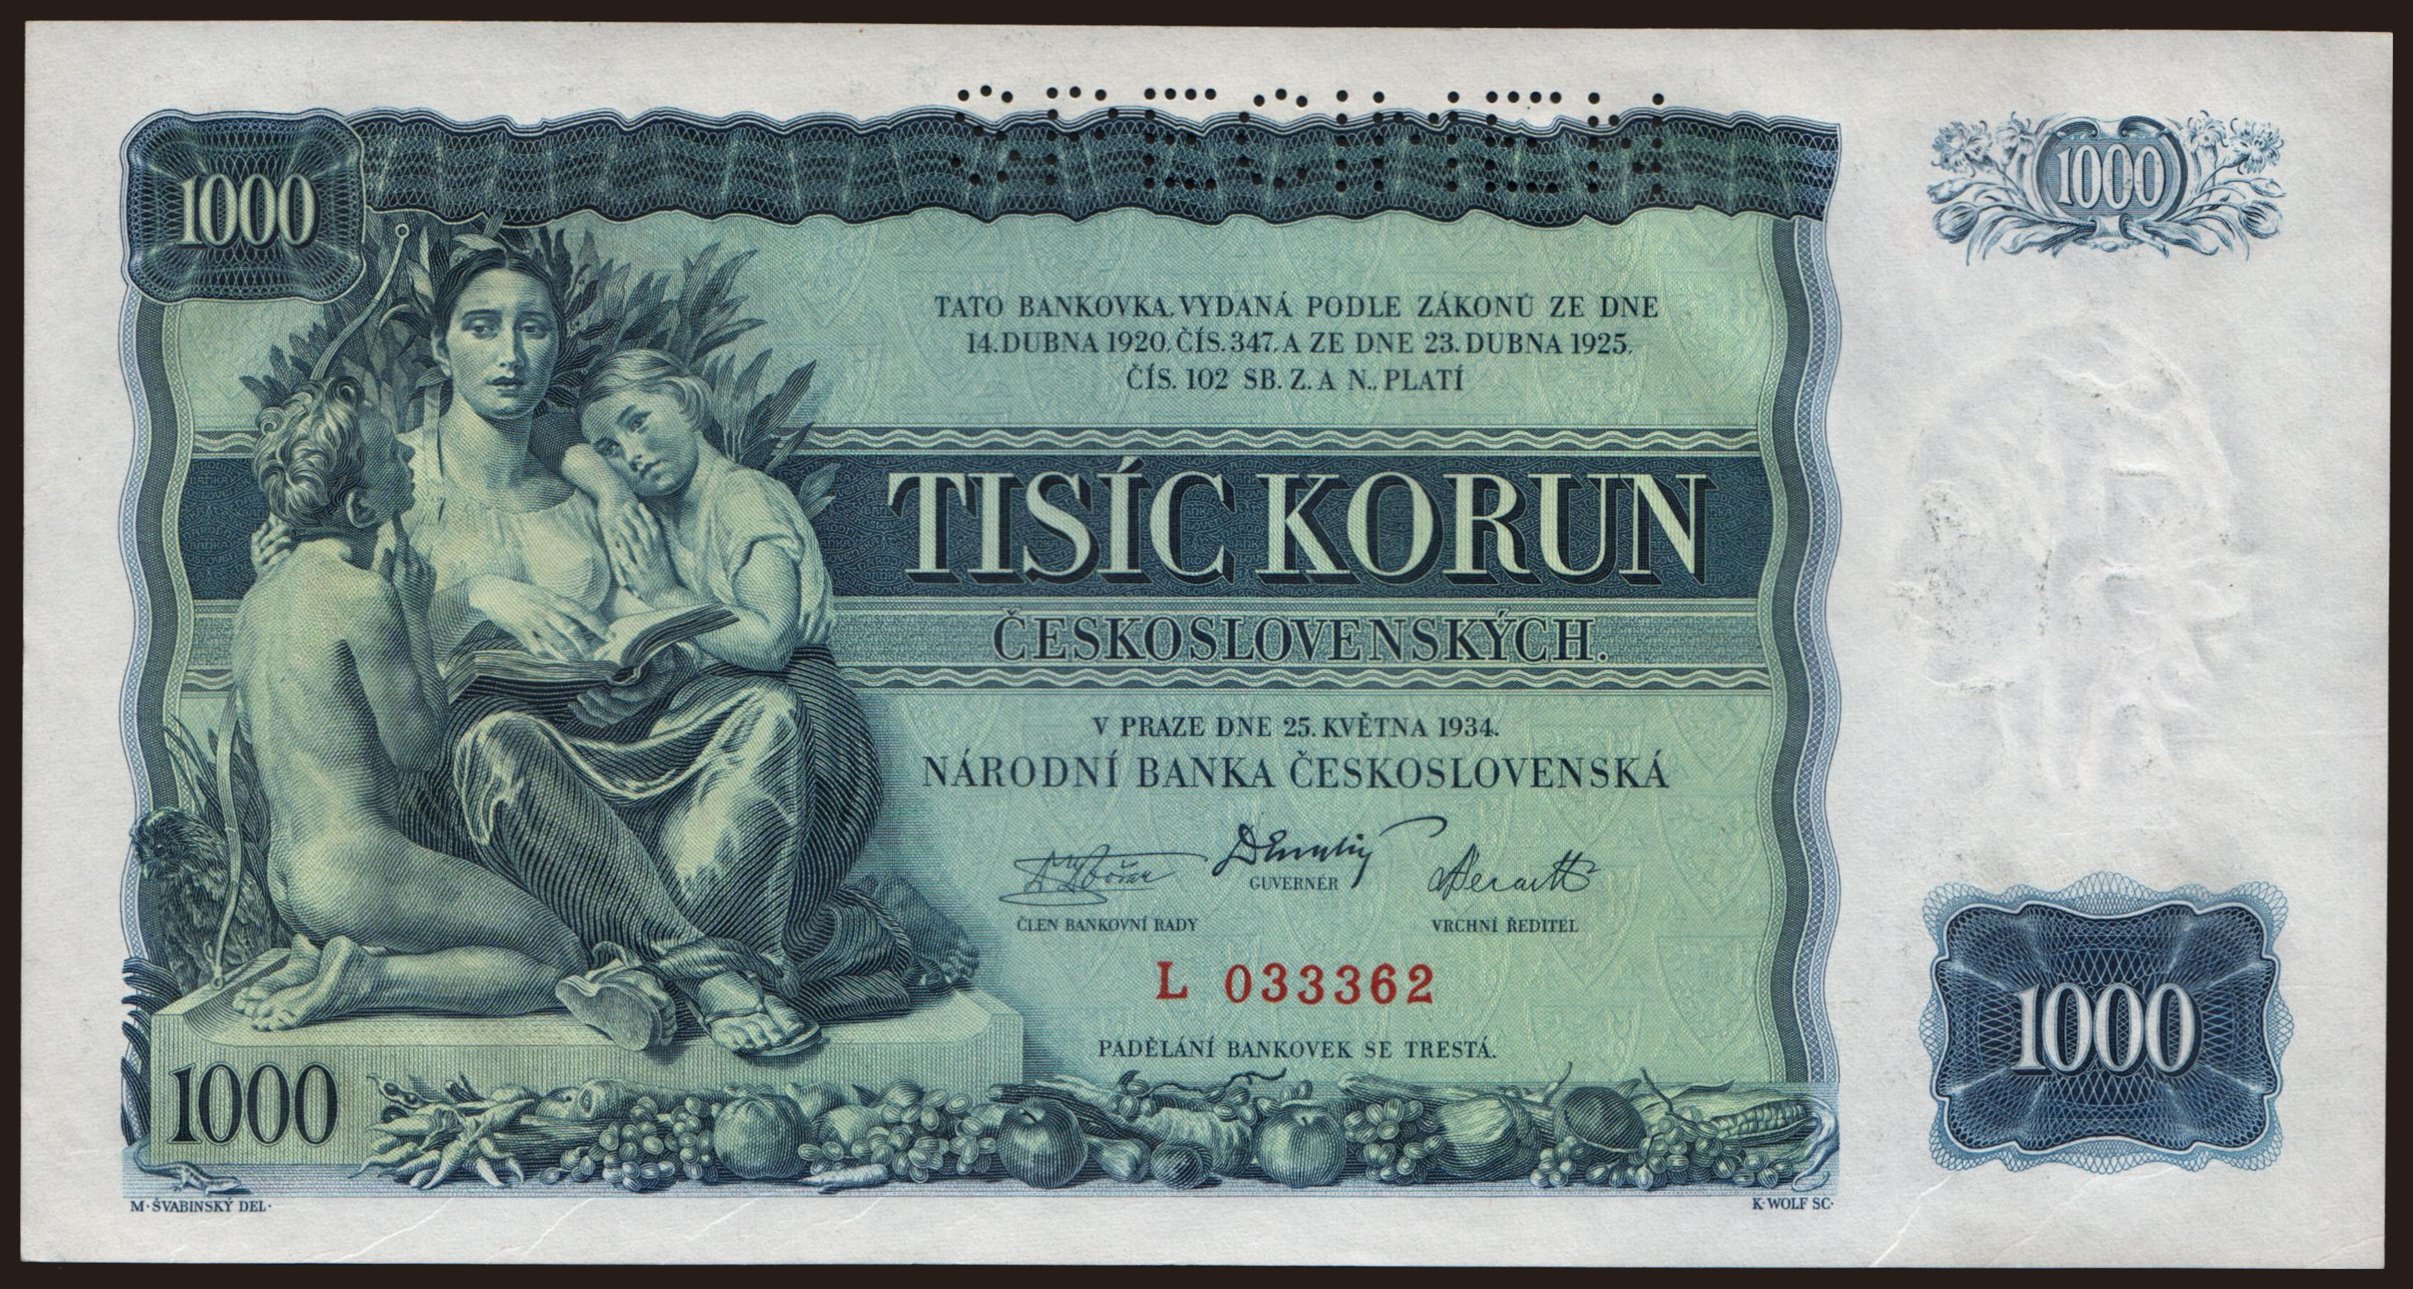 SPECIMEN
1000
1000
TATO BANKOVKA, VYDANÁ PODLE ZÁKONŮ ZE DNE
14. DUBNA 1920, ČÍS. 347, A ZE DNE 23. DUBNA 1925,
ČÍS. 102 SB. Z. A N., PLATÍ
TISÍC KORUN
ČESKOSLOVENSKÝCH.
V PRAZE DNE 25. KVĚTNA 1934.
NÁRODNÍ BANKA ČESKOSLOVENSKÁ
GUVERNÉR
ČLEN BANKOVNÍ RADY
VRCHNÍ ŘEDITEL
L 033362
PADĚLÁNÍ BANKOVEK SE TRESTÁ.
1000
1000
M·ŠVABINSKÝ DEL·
K·WOLF SC·